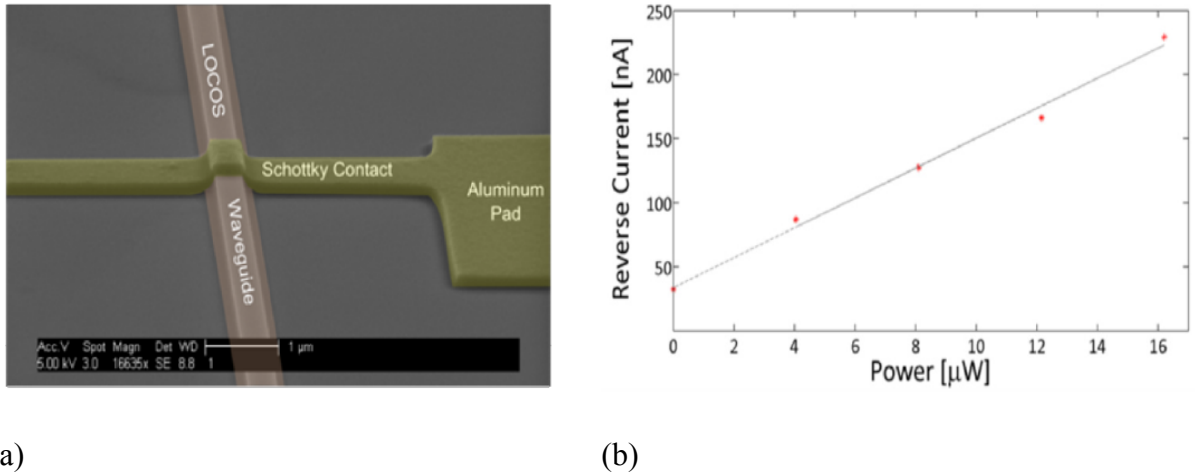 LOCOS
Schottky Contact
Aluminum
Pad
Waveguide
Acc.V Spot Magn Det WD 1 µm
5.00 kV 3.0 16635x SE 8.8 1
Reverse Current [nA]
250
200
150
100
50
0 2 4 6 8 10 12 14 16
Power [µW]
a) (b)